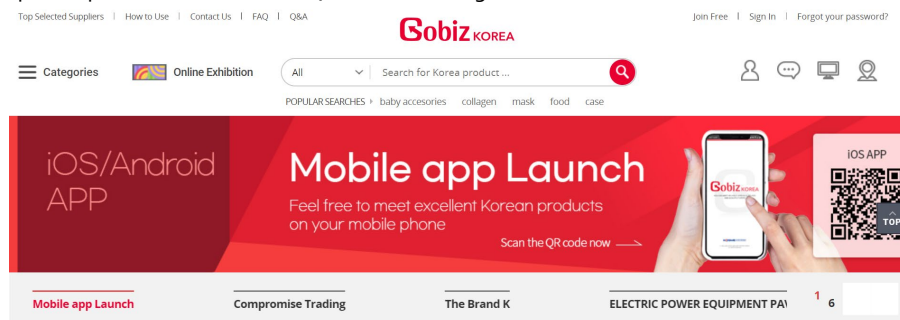 Top Selected Suppliers | How to Use | Contact Us | FAQ | Q&A
Join Free | Sign In | Forgot your password?
Gobiz KOREA
Categories
Online Exhibition
All
Search for Korea product ...
POPULAR SEARCHES baby accesories collagen mask food case
iOS/Android
APP
Mobile app Launch
Feel free to meet excellent Korean products
on your mobile phone
Scan the QR code now
Gobiz KOREA
iOS APP
TOP
Mobile app Launch
Compromise Trading
The Brand K
ELECTRIC POWER EQUIPMENT
1 6